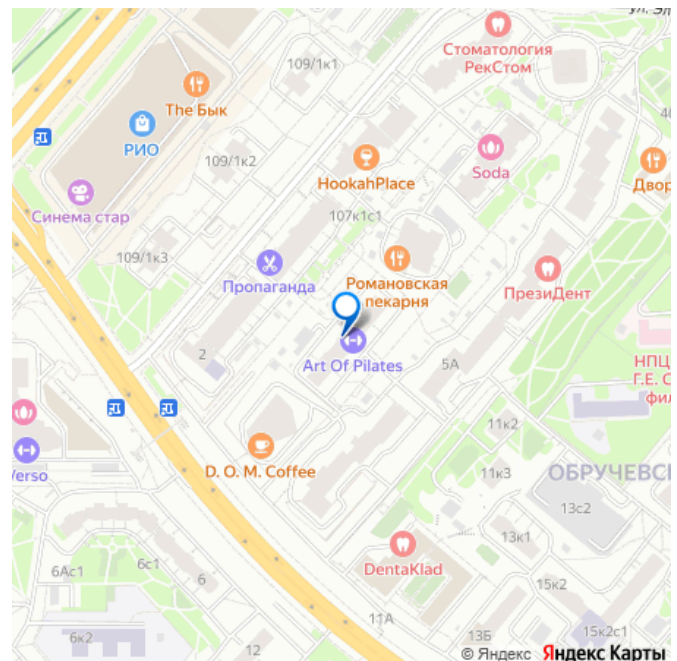 ул. Эл
Стоматология
РекСтом
109/1к1
The Бык
РИО
109/1к2
HookahPlace
Soda
Двор
Синема стар
107к1с1
109/1к3
Пропаганда
Романовская
пекарня
ПрезиДент
Art Of Pilates
2
5А
НПЦ
Г.Е. С
фил
11к2
D. O. M. Coffee
Verso
11к3
ОБРУЧЕВСК
13с2
13к1
DentaKlad
6Ас1
6с1
6
15к2
11А
6к2
12
13Б
15к2с1
© Яндекс Яндекс Карты